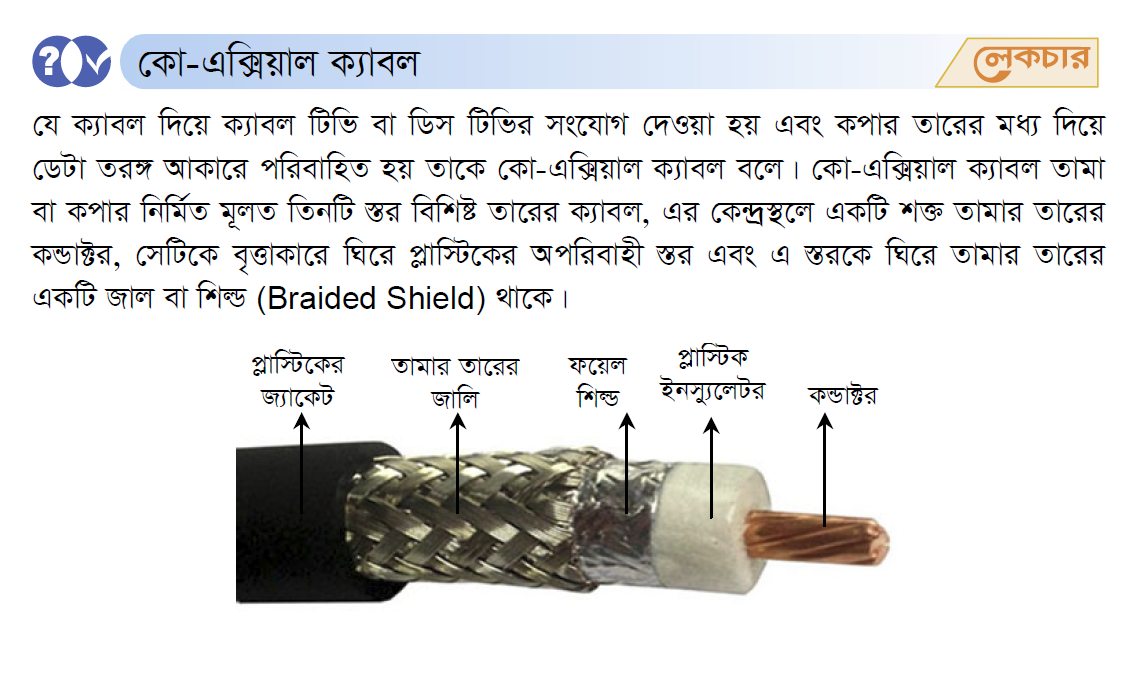 কো-এক্সিয়াল ক্যাবল
লেকচার
যে ক্যাবল দিয়ে ক্যাবল টিভি বা ডিস টিভির সংযোগ দেওয়া হয় এবং কপার তারের মধ্য দিয়ে
ডেটা তরঙ্গ আকারে পরিবাহিত হয় তাকে কো-এক্সিয়াল ক্যাবল বলে। কো-এক্সিয়াল ক্যাবল তামা
বা কপার নির্মিত মূলত তিনটি স্তর বিশিষ্ট তারের ক্যাবল, এর কেন্দ্রস্থলে একটি শক্ত তামার তারের
কন্ডাক্টর, সেটিকে বৃত্তাকারে ঘিরে প্লাস্টিকের অপরিবাহী স্তর এবং এ স্তরকে ঘিরে তামার তারের
একটি জাল বা শিল্ড (Braided Shield) থাকে।
প্লাস্টিকের
জ্যাকেট
তামার তারের
জালি
ফয়েল
শিল্ড
প্লাস্টিক
ইনস্যুলেটর
কন্ডাক্টর